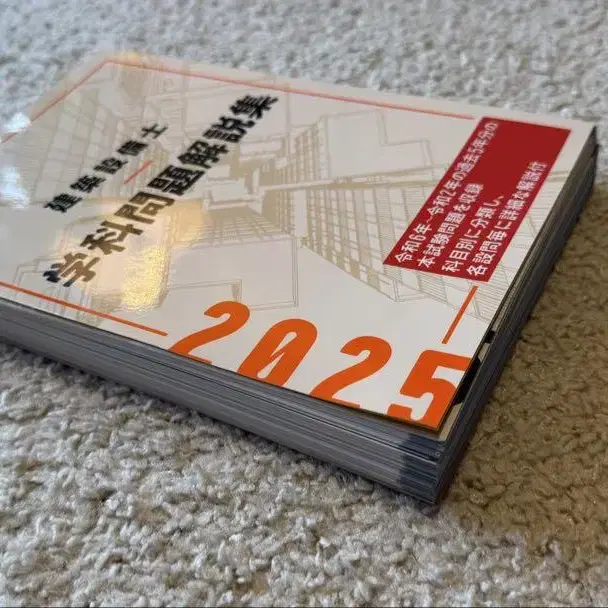 建築設備士
学科問題解説集
令和6年~令和2年の過去5年分の
本試験問題を収録
科目別に分類し、
各設問毎に詳細な解説付
2025